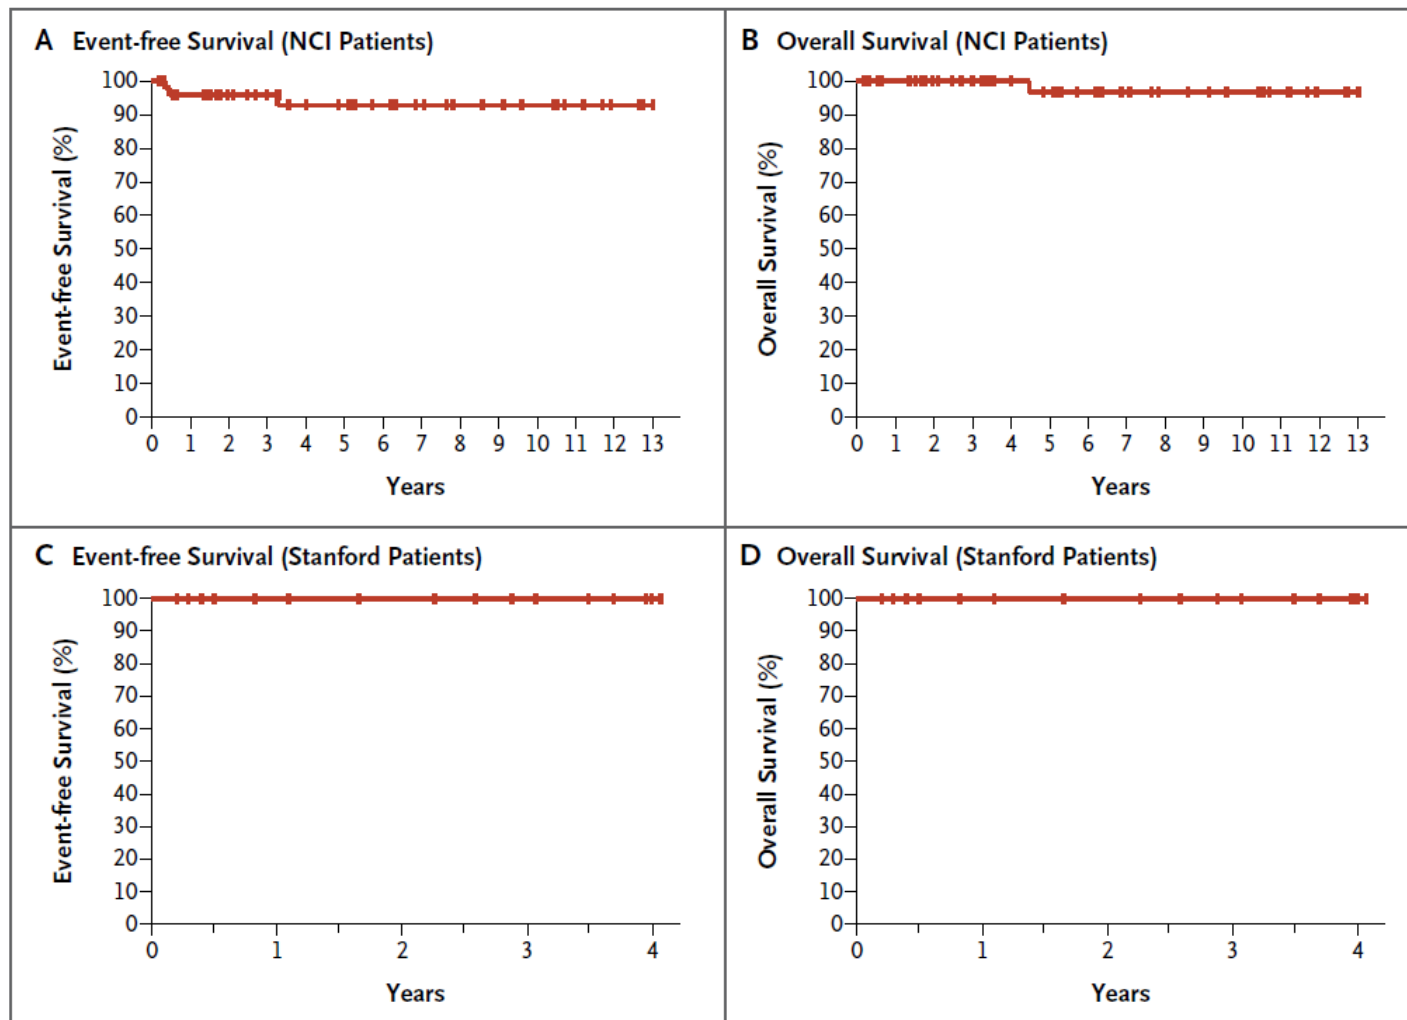 A Event-free Survival (NCI Patients)
Event-free Survival (%)
100
90
80
70
60
50
40
30
20
10
0
0 1 2 3 4 5 6 7 8 9 10 11 12 13
Years
B Overall Survival (NCI Patients)
Overall Survival (%)
100
90
80
70
60
50
40
30
20
10
0
0 1 2 3 4 5 6 7 8 9 10 11 12 13
Years
C Event-free Survival (Stanford Patients)
Event-free Survival (%)
100
90
80
70
60
50
40
30
20
10
0
0 1 2 3 4
Years
D Overall Survival (Stanford Patients)
Overall Survival (%)
100
90
80
70
60
50
40
30
20
10
0
0 1 2 3 4
Years